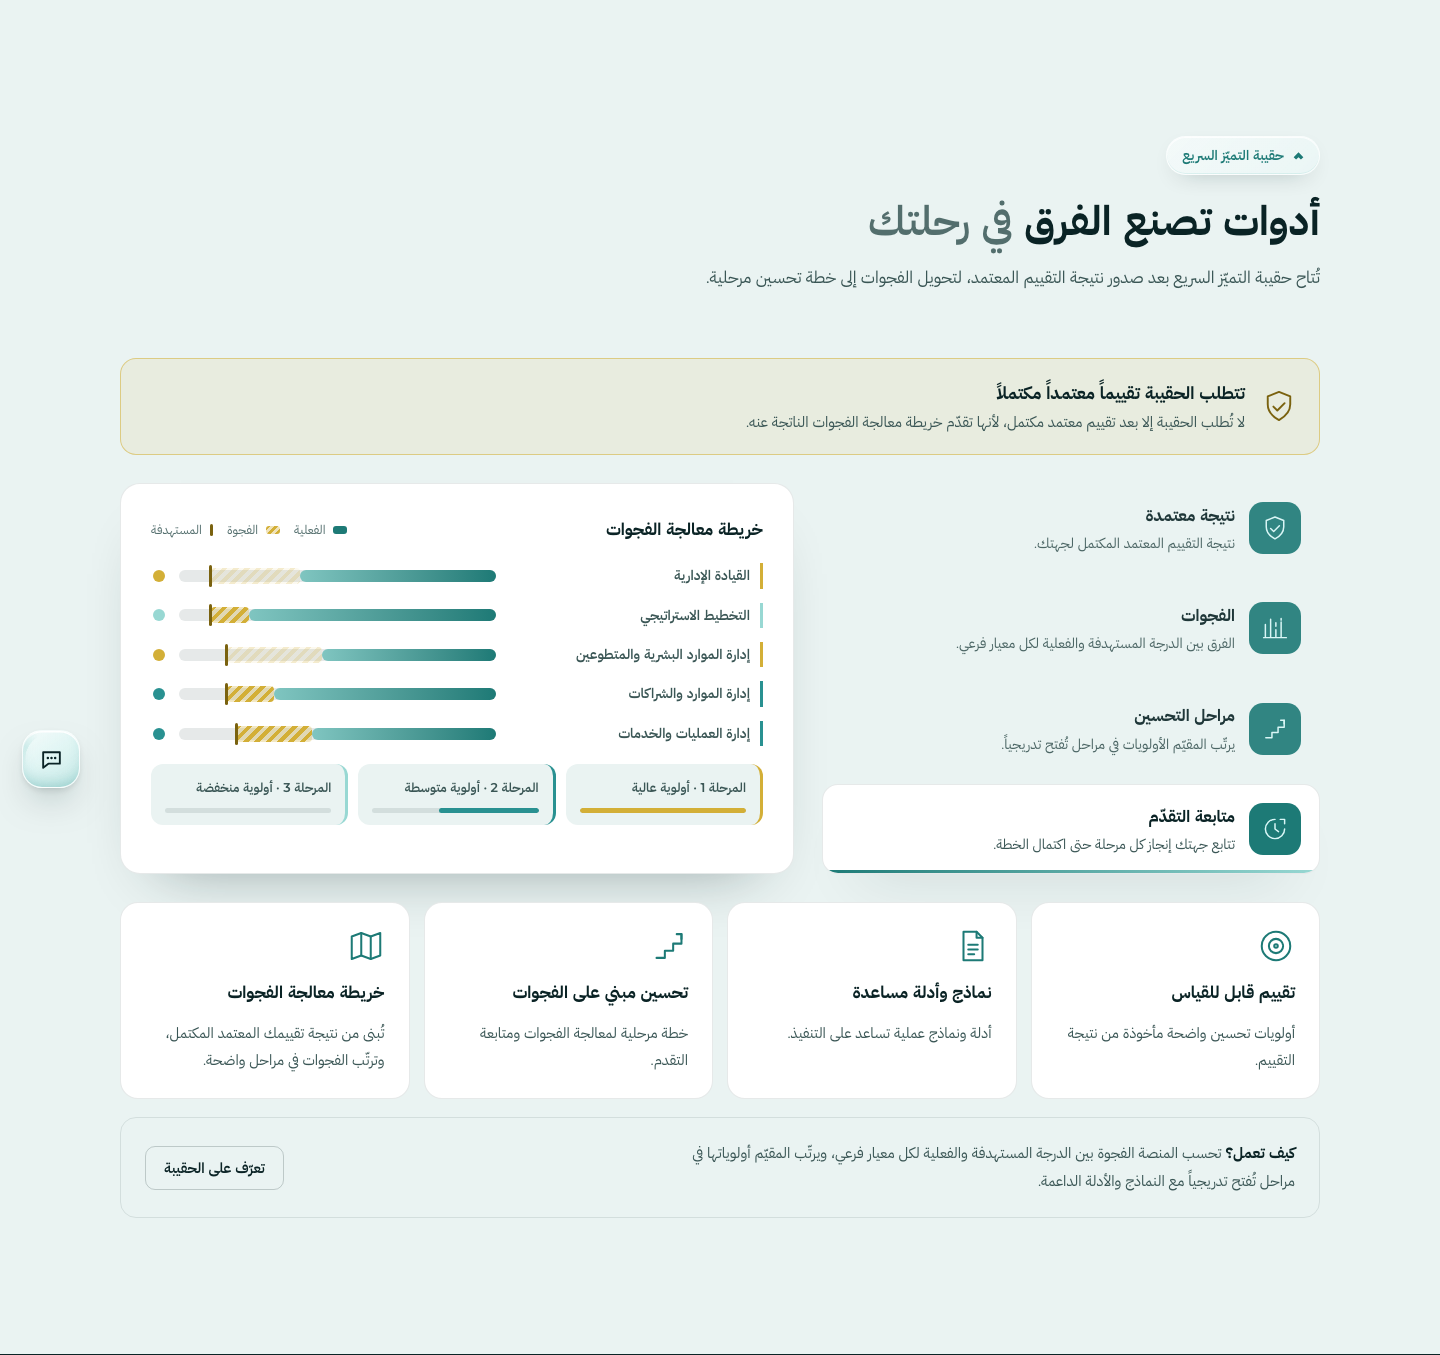 حقيبة التميّز السريع
أدوات تصنع الفرق في رحلتك
تُتاح حقيبة التميّز السريع بعد صدور نتيجة التقييم المعتمد، لتحويل الفجوات إلى خطة تحسين مرحلية.
تتطلب الحقيبة تقييماً معتمداً مكتملاً
لا تُطلب الحقيبة إلا بعد تقييم معتمد مكتمل، لأنها تقدّم خريطة معالجة الفجوات الناتجة عنه.
نتيجة معتمدة
نتيجة التقييم المعتمد المكتمل لجهتك.
الفجوات
الفرق بين الدرجة المستهدفة والفعلية لكل معيار فرعي.
مراحل التحسين
يرتّب المقيّم الأولويات في مراحل تُفتح تدريجياً.
متابعة التقدّم
تتابع جهتك إنجاز كل مرحلة حتى اكتمال الخطة.
خريطة معالجة الفجوات
الفعلية
الفجوة
المستهدفة
القيادة الإدارية
التخطيط الاستراتيجي
إدارة الموارد البشرية والمتطوعين
إدارة الموارد والشراكات
إدارة العمليات والخدمات
المرحلة 1 · أولوية عالية
المرحلة 2 · أولوية متوسطة
المرحلة 3 · أولوية منخفضة
تقييم قابل للقياس
أولويات تحسين واضحة مأخوذة من نتيجة
التقييم.
نماذج وأدلة مساعدة
أدلة ونماذج عملية تساعد على التنفيذ.
تحسين مبني على الفجوات
خطة مرحلية لمعالجة الفجوات ومتابعة
التقدم.
خريطة معالجة الفجوات
تُبنى من نتيجة تقييمك المعتمد المكتمل،
وترتّب الفجوات في مراحل واضحة.
كيف تعمل؟ تحسب المنصة الفجوة بين الدرجة المستهدفة والفعلية لكل معيار فرعي، ويرتّب المقيّم أولوياتها في
مراحل تُفتح تدريجياً مع النماذج والأدلة الداعمة.
تعرّف على الحقيبة